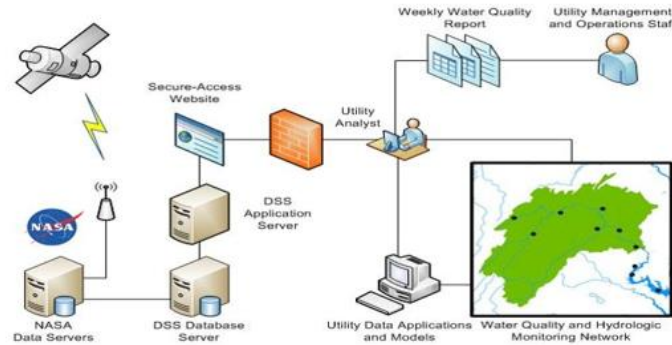 Weekly Water Quality
Report
Utility Management
and Operations Staff
Secure-Access
Website
Utility
Analyst
DSS
Application
Server
NASA
NASA
Data Servers
DSS Database
Server
Utility Data Applications
and Models
Water Quality and Hydrologic
Monitoring Network